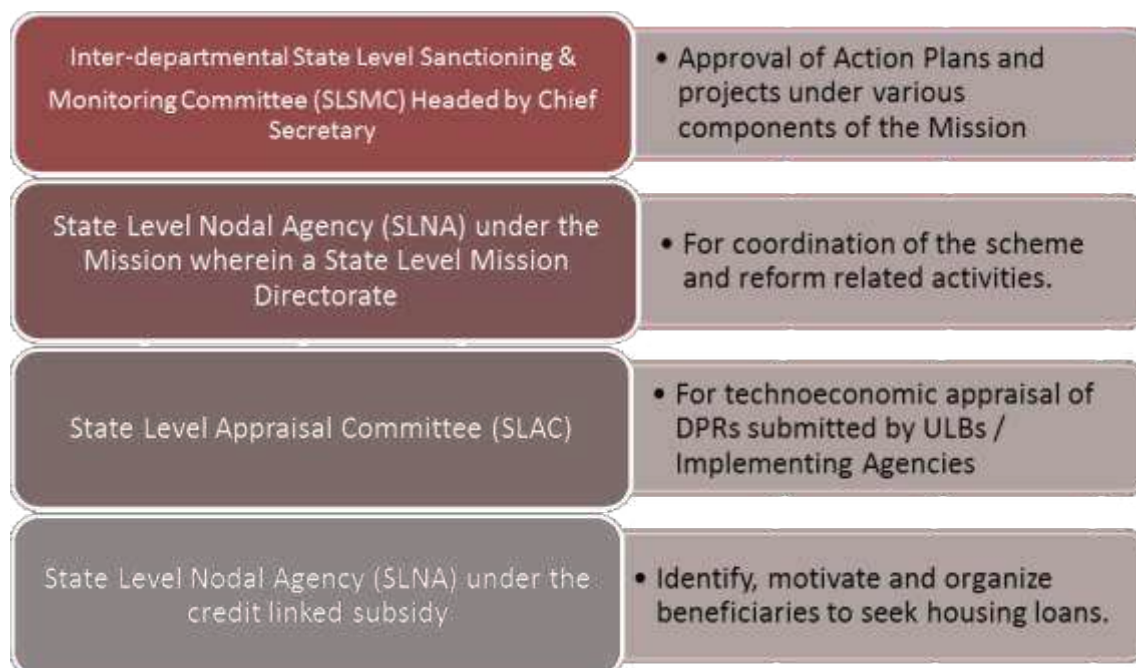 Inter-departmental State Level Sanctioning &
Monitoring Committee (SLSMC) Headed by Chief
Secretary
• Approval of Action Plans and
projects under various
components of the Mission
State Level Nodal Agency (SLNA) under the
Mission wherein a State Level Mission
Directorate
• For coordination of the scheme
and reform related activities.
State Level Appraisal Committee (SLAC)
• For technoeconomic appraisal of
DPRs submitted by ULBs /
Implementing Agencies
State Level Nodal Agency (SLNA) under the
credit linked subsidy
• Identify, motivate and organize
beneficiaries to seek housing loans.